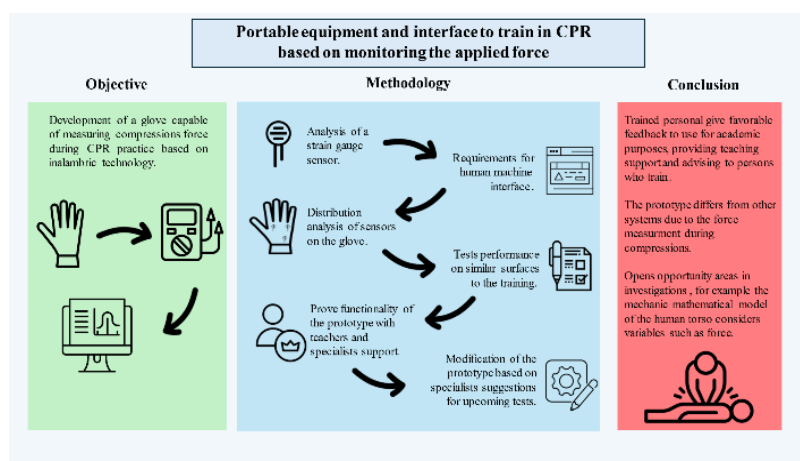 Portable equipment and interface to train in CPR
based on monitoring the applied force
Objective
Methodology
Conclusion
Development of a glove capable
of measuring compressions force
during CPR practice based on
inalambric technology.
Analysis of a
strain gauge
sensor.
Requirements for
human machine
interface.
Distribution
analysis of sensors
on the glove.
Tests performance
on similar surfaces
to the training.
Prove functionality of
the prototype with
teachers and
specialists support
Modification of the
prototype based on
specialists suggestions
for upcoming tests.
Trained personal give favorable
feedback to use for academic
purposes, providing teaching
support and advising to persons
who train.
The prototype differs from other
systems due to the force
measurment during
compressions.
Opens opportunity areas in
investigations , for example the
mechanic mathematical model
of the human torso considers
variables such as force.